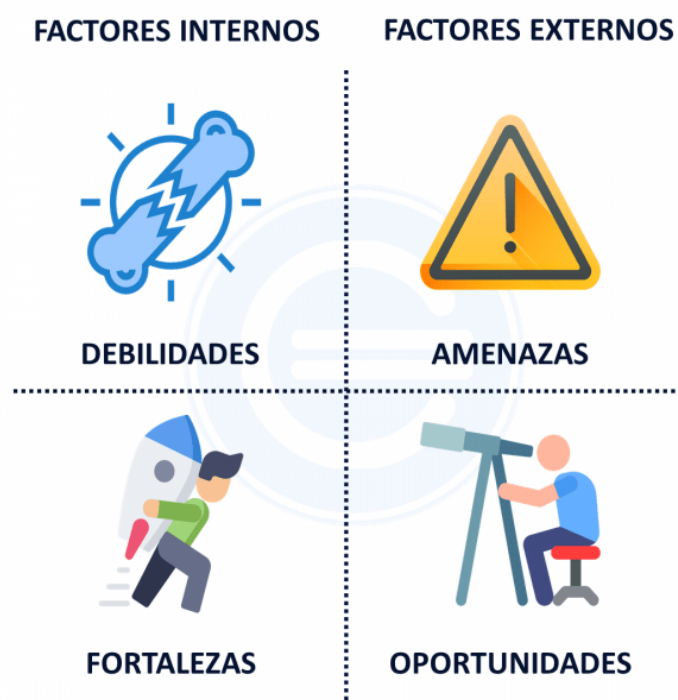 FACTORES INTERNOS
FACTORES EXTERNOS
DEBILIDADES
AMENAZAS
FORTALEZAS
OPORTUNIDADES